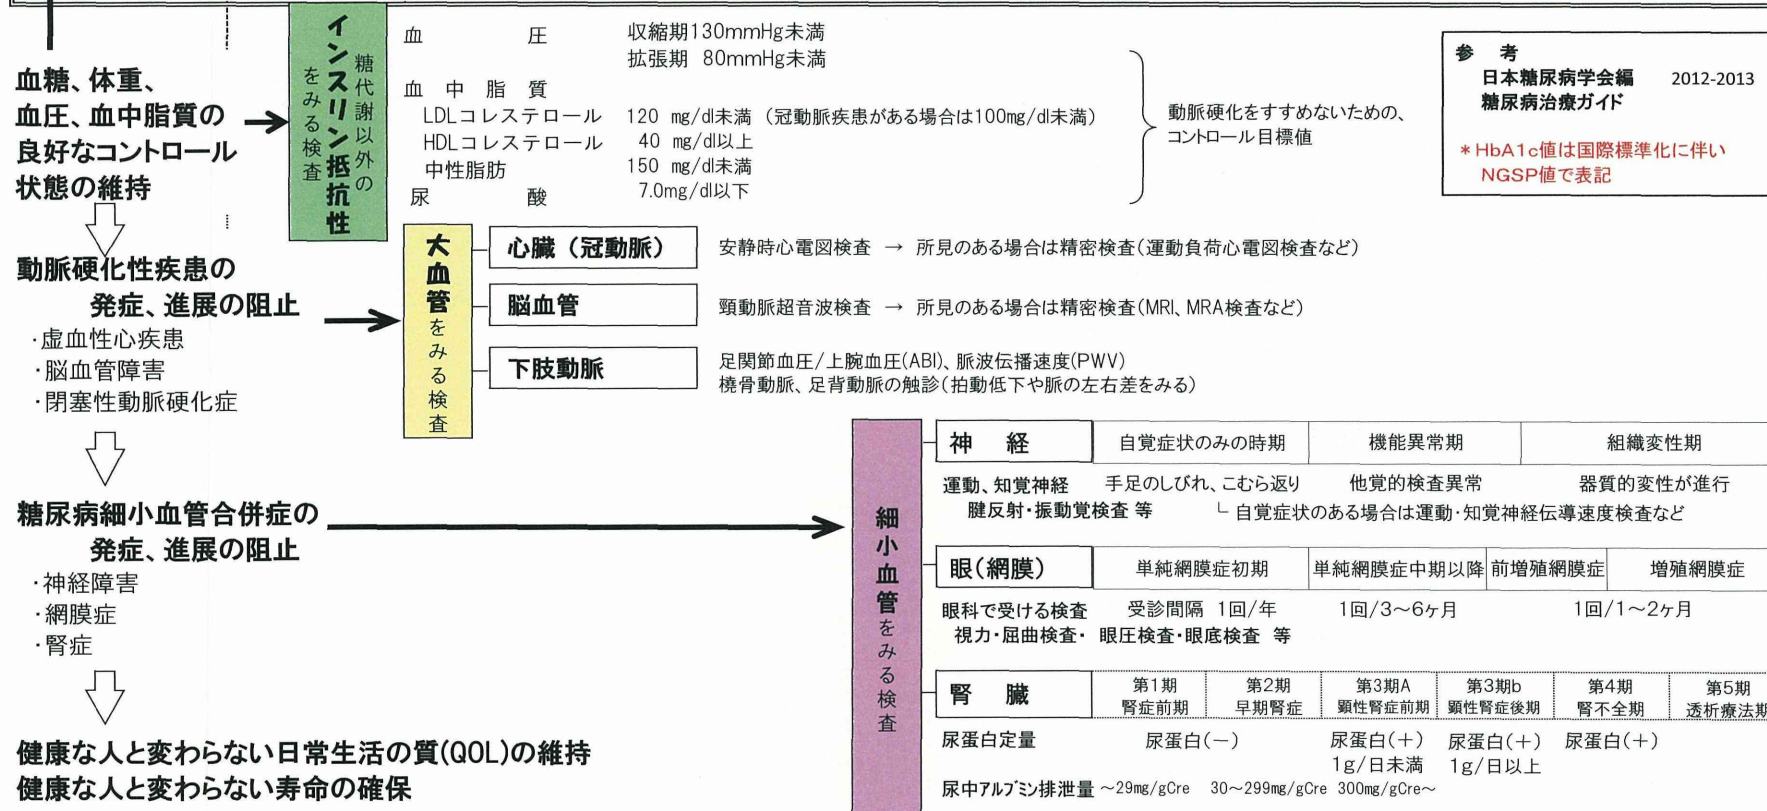 血糖、体重、
血圧、血中脂質の
良好なコントロール
状態の維持
動脈硬化性疾患の
発症、進展の阻止
・虚血性心疾患
・脳血管障害
・閉塞性動脈硬化症
糖尿病細小血管合併症の
発症、進展の阻止
・神経障害
・網膜症
・腎症
健康な人と変わらない日常生活の質(QOL)の維持
健康な人と変わらない寿命の確保
糖代謝以外の
インスリン抵抗性
をみる検査
血 圧 収縮期130mmHg未満
拡張期 80mmHg未満
血 中 脂 質
LDLコレステロール 120 mg/dl未満 (冠動脈疾患がある場合は100mg/dl未満)
HDLコレステロール 40 mg/dl以上
中性脂肪 150 mg/dl未満
尿 酸 7.0mg/dl以下
動脈硬化をすすめないための、
コントロール目標値
参 考
日本糖尿病学会編 2012-2013
糖尿病治療ガイド
*HbA1c値は国際標準化に伴い
NGSP値で表記
大血管をみる検査
心臓(冠動脈) 安静時心電図検査 → 所見のある場合は精密検査(運動負荷心電図検査など)
脳血管 頸動脈超音波検査 → 所見のある場合は精密検査(MRI、MRA検査など)
下肢動脈 足関節血圧/上腕血圧(ABI)、脈波伝播速度(PWV)
橈骨動脈、足背動脈の触診(拍動低下や脈の左右差をみる)
細小血管をみる検査
神 経 自覚症状のみの時期 機能異常期 組織変性期
運動、知覚神経 手足のしびれ、こむら返り 他覚的検査異常 器質的変性が進行
腱反射・振動覚検査 等 └ 自覚症状のある場合は運動・知覚神経伝導速度検査など
眼(網膜) 単純網膜症初期 単純網膜症中期以降 前増殖網膜症 増殖網膜症
眼科で受ける検査 受診間隔 1回/年 1回/3~6ヶ月 1回/1~2ヶ月
視力・屈曲検査・ 眼圧検査・眼底検査 等
腎 臓 第1期 第2期 第3期A 第3期b 第4期 第5期
腎症前期 早期腎症 顕性腎症前期 顕性腎症後期 腎不全期 透析療法期
尿蛋白定量 尿蛋白(-) 尿蛋白(+) 尿蛋白(+) 尿蛋白(+)
1g/日未満 1g/日以上
尿中アルブミン排泄量 ~29mg/gCre 30~299mg/gCre 300mg/gCre~